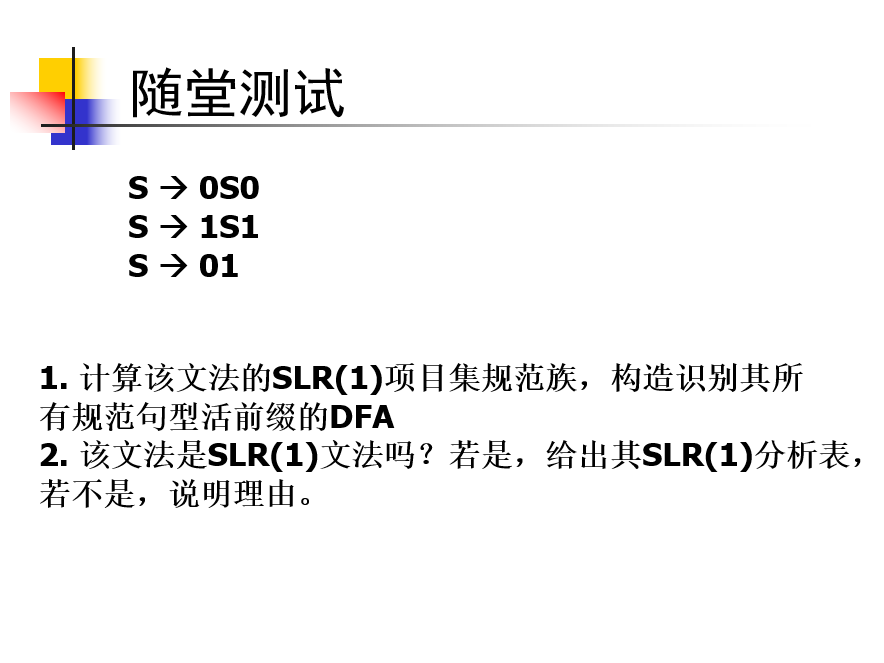 随堂测试
S → 0S0
S → 1S1
S → 01
1. 计算该文法的SLR(1)项目集规范族，构造识别其所
有规范句型活前缀的DFA
2. 该文法是SLR(1)文法吗？若是，给出其SLR(1)分析表，
若不是，说明理由。